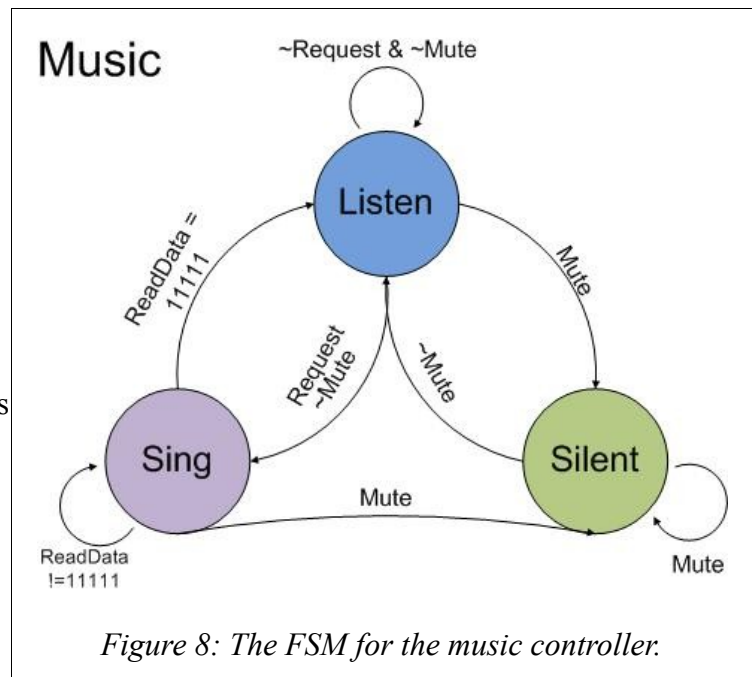 Music
~Request & ~Mute
Listen
ReadData =
11111
Mute
Request
~Mute
~Mute
s
Sing
Silent
Mute
ReadData
!=11111
Mute
Figure 8: The FSM for the music controller.